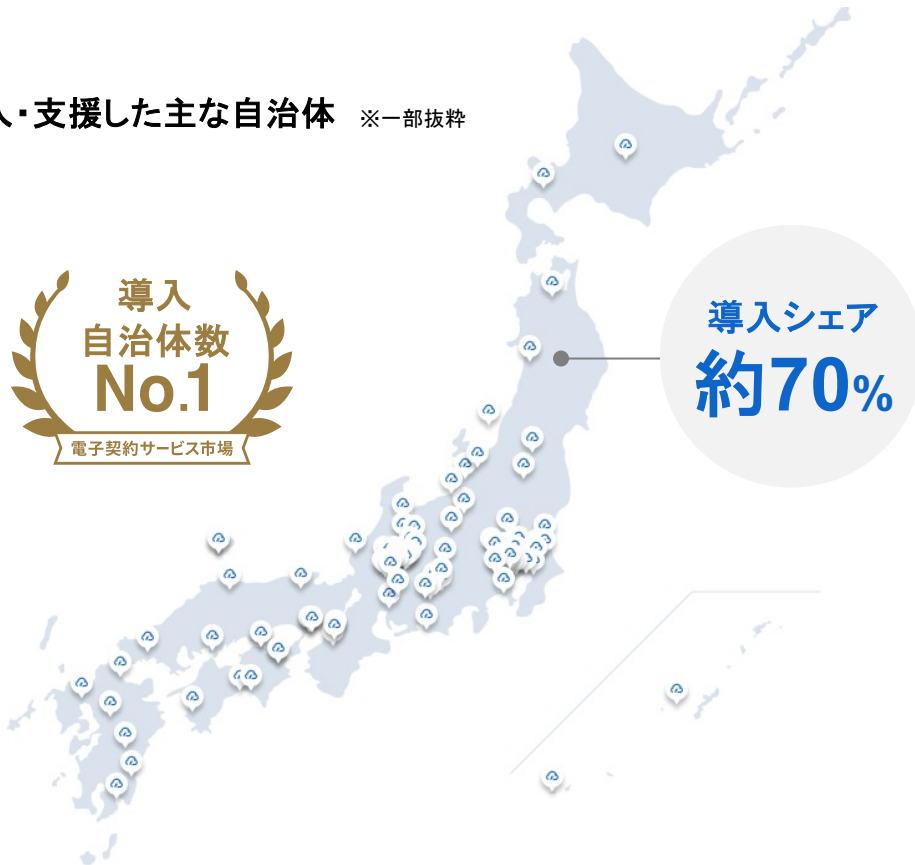 人・支援した主な自治体 ※一部抜粋
導入
自治体数
No.1
電子契約サービス市場
導入シェア
約70%